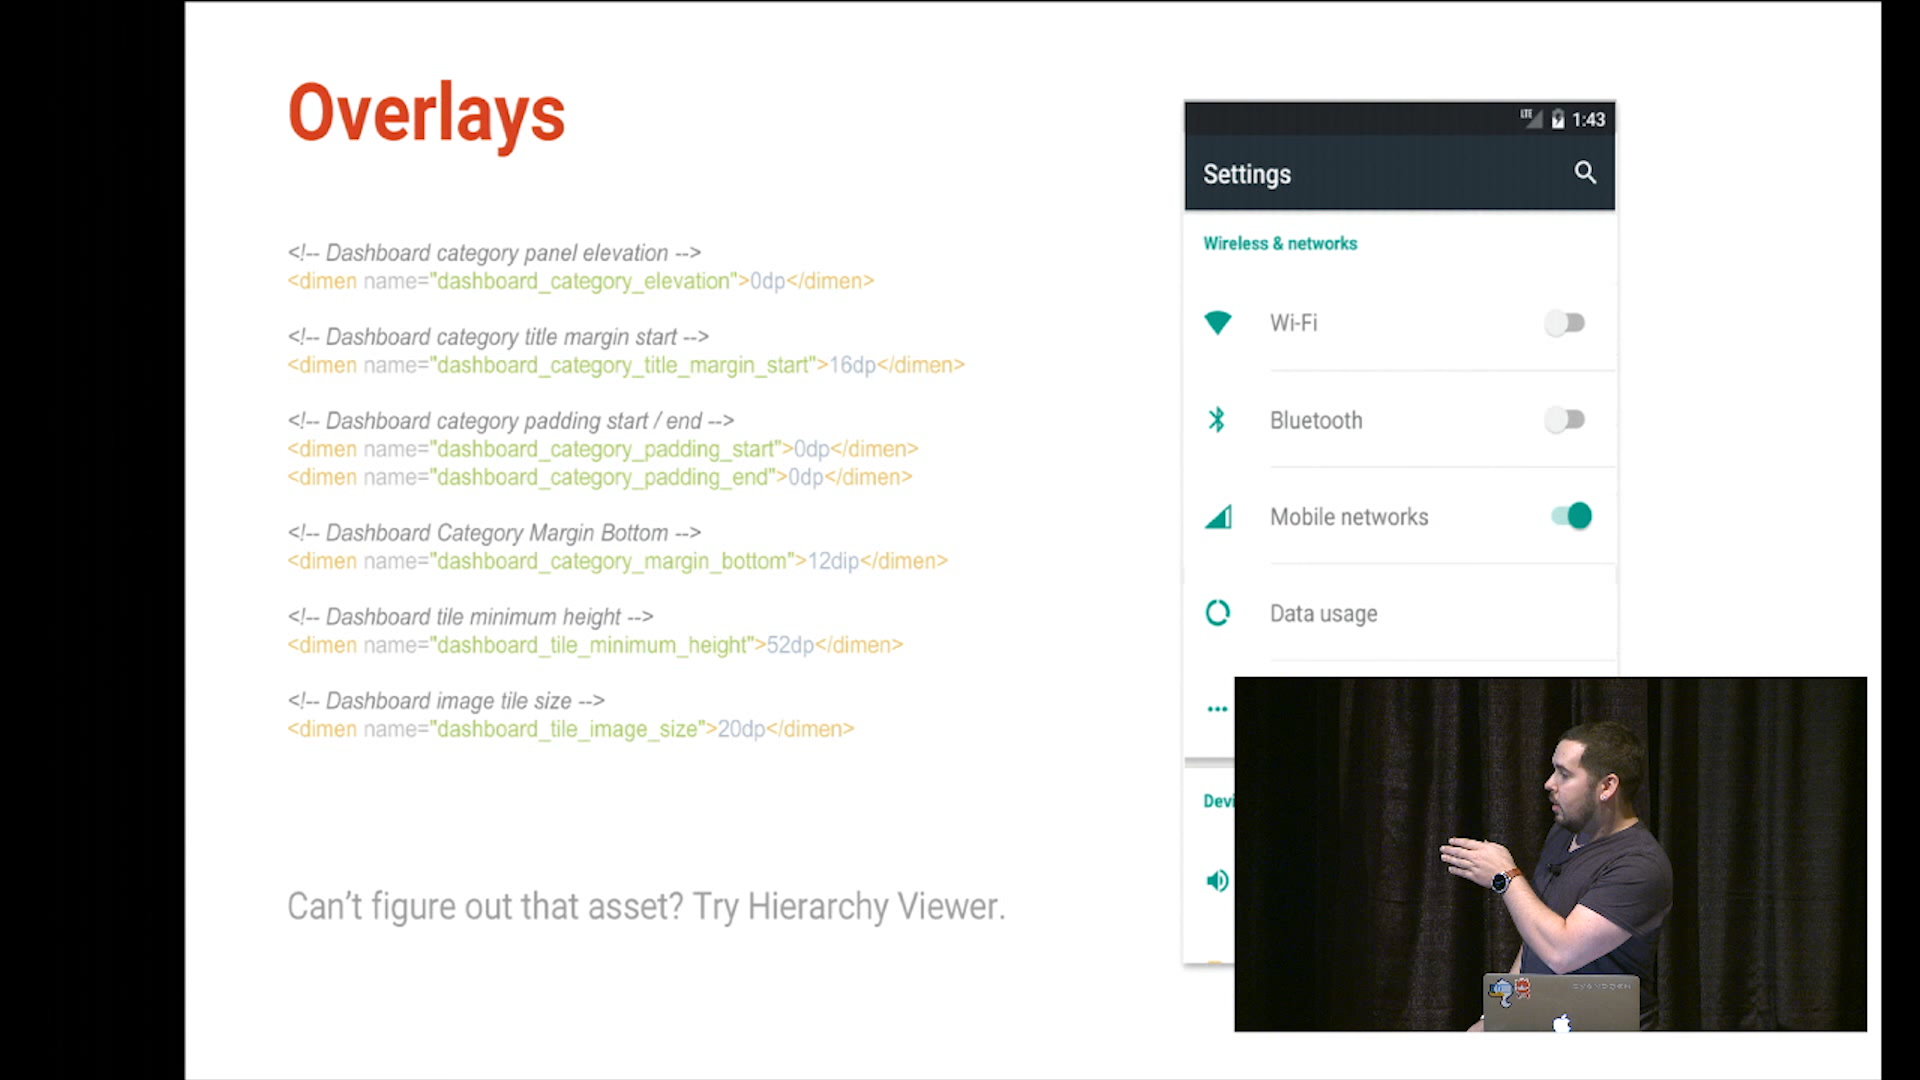 Overlays
<!-- Dashboard category panel elevation -->
<dimen name="dashboard_category_elevation">0dp</dimen>
<!-- Dashboard category title margin start -->
<dimen name="dashboard_category_title_margin_start">16dp</dimen>
<!-- Dashboard category padding start / end -->
<dimen name="dashboard_category_padding_start">0dp</dimen>
<dimen name="dashboard_category_padding_end">0dp</dimen>
<!-- Dashboard Category Margin Bottom -->
<dimen name="dashboard_category_margin_bottom">12dip</dimen>
<!-- Dashboard tile minimum height -->
<dimen name="dashboard_tile_minimum_height">52dp</dimen>
<!-- Dashboard image tile size -->
<dimen name="dashboard_tile_image_size">20dp</dimen>
Can't figure out that asset? Try Hierarchy Viewer.
LTE 1:43
Settings
Wireless & networks
Wi-Fi
Bluetooth
Mobile networks
Data usage
Devi
CYANOGEN